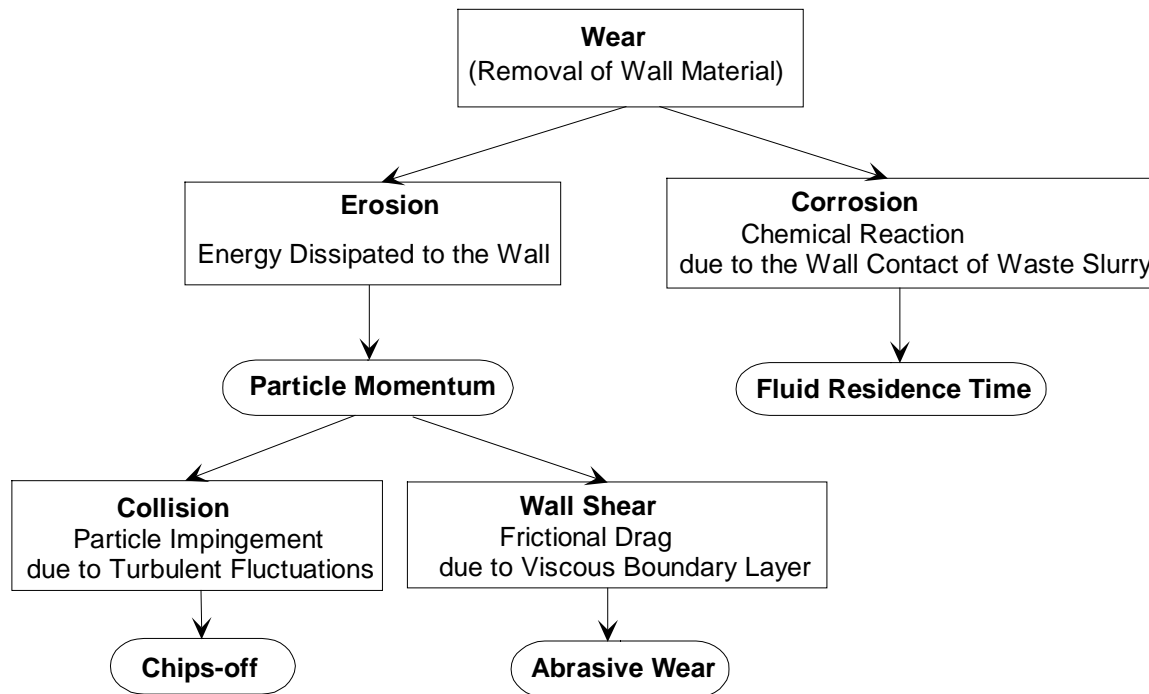 Wear
(Removal of Wall Material)
Erosion
Energy Dissipated to the Wall
Corrosion
Chemical Reaction
due to the Wall Contact of Waste Slurry
Particle Momentum
Fluid Residence Time
Collision
Particle Impingement
due to Turbulent Fluctuations
Wall Shear
Frictional Drag
due to Viscous Boundary Layer
Chips-off
Abrasive Wear